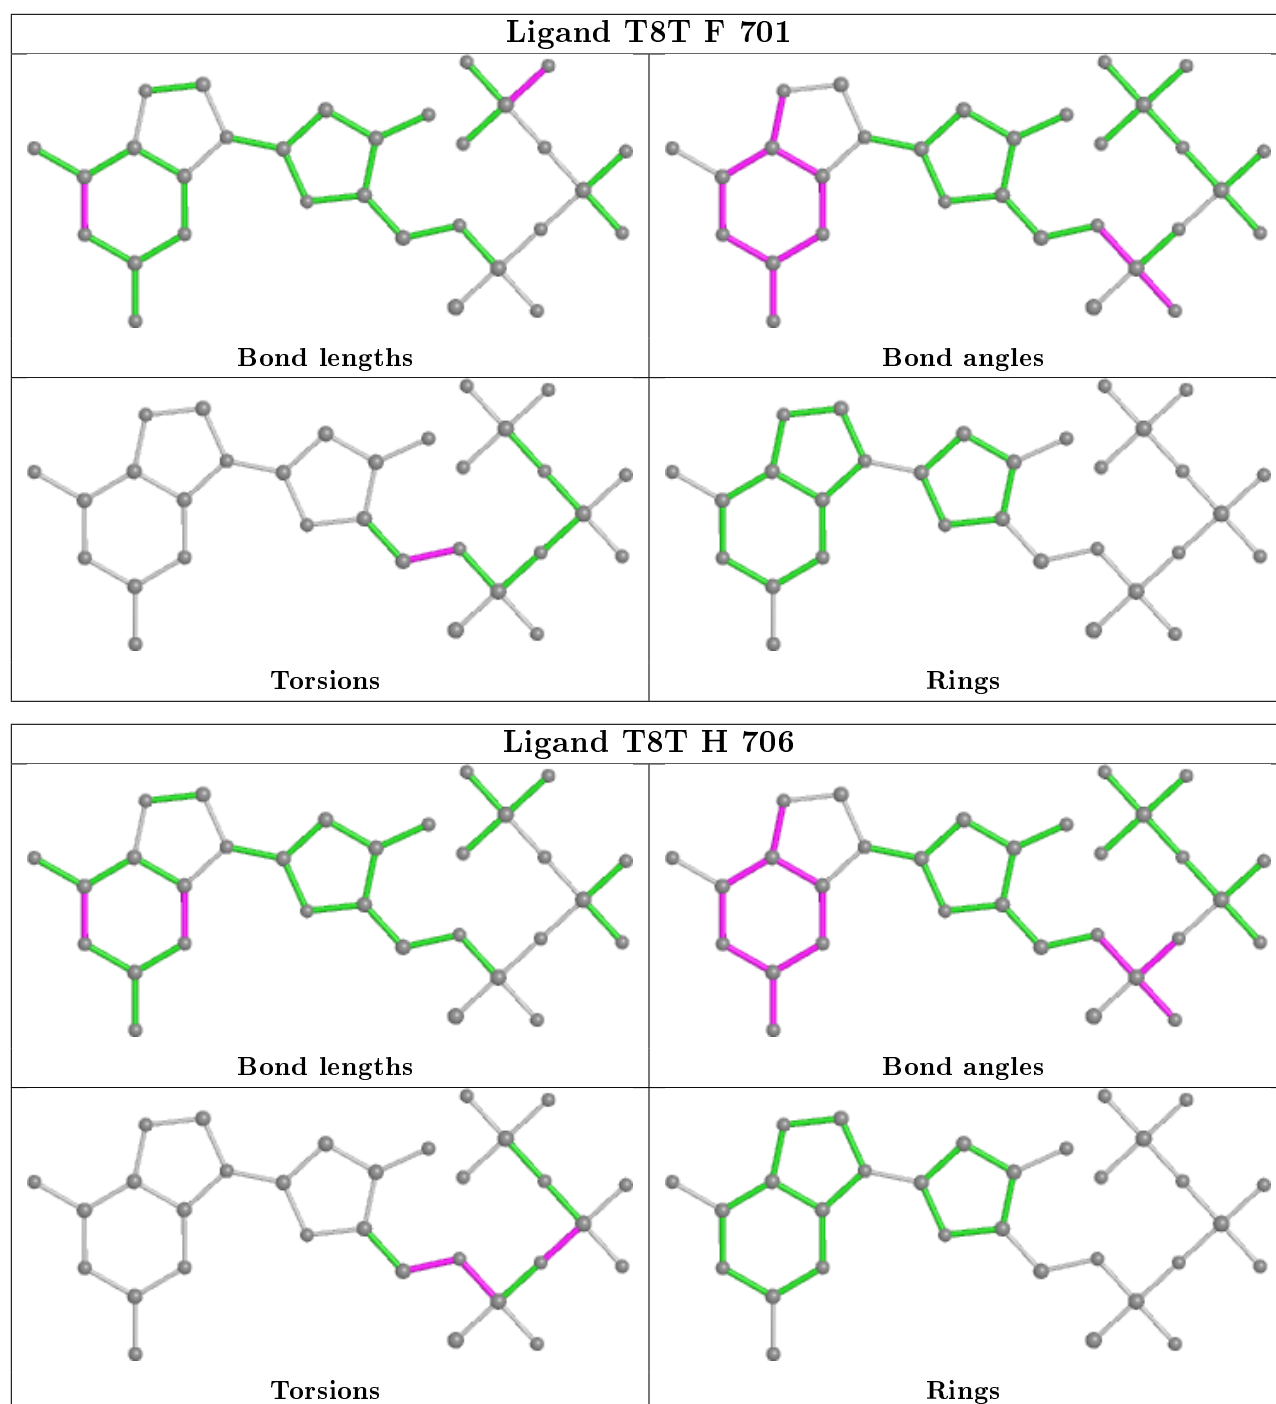 Ligand T8T F 701
Bond lengths
Bond angles
Torsions
Rings
Ligand T8T H 706
Bond lengths
Bond angles
Torsions
Rings